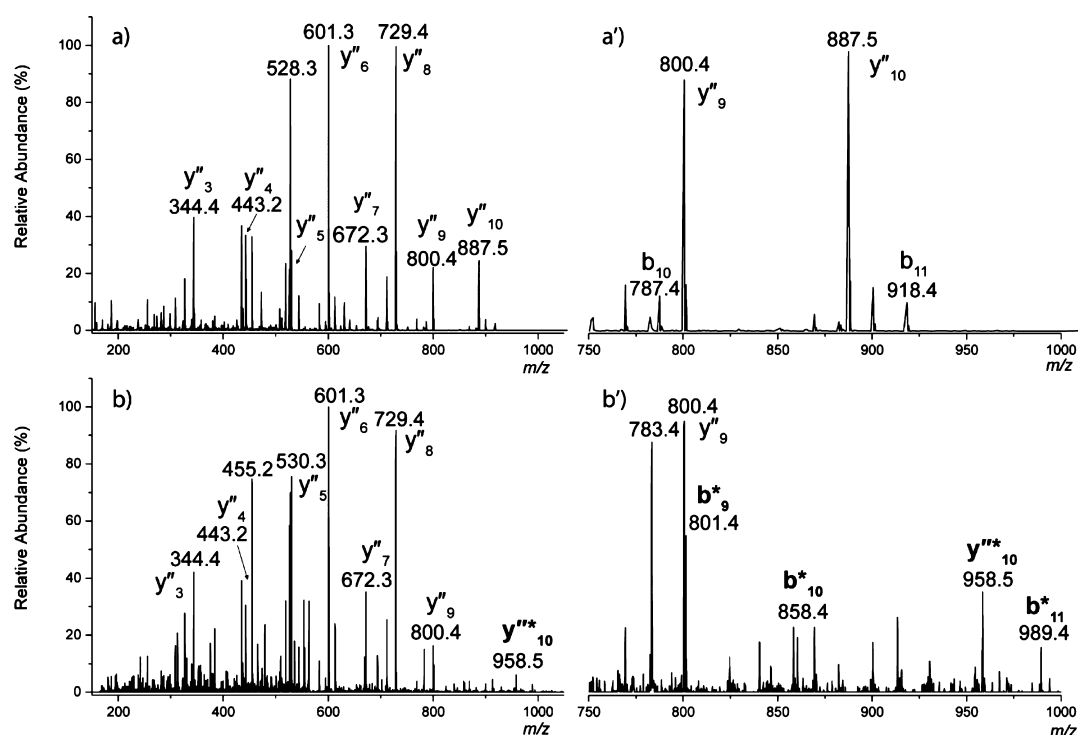 a)
Relative Abundance (%)
100
80
60
40
20
0
200
400
600
800
1000
m/z
y″3
344.4
y″4
443.2
528.3
y″5
601.3
y″6
y″7
672.3
729.4
y″8
y″9
800.4
y″10
887.5
a')
800.4
y″9
887.5
y″10
b10
787.4
b11
918.4
750
800
850
900
950
1000
m/z
b)
Relative Abundance (%)
100
80
60
40
20
0
200
400
600
800
1000
m/z
y″3
344.4
y″4
443.2
455.2
530.3
y″5
601.3
y″6
y″7
672.3
729.4
y″8
y″9
800.4
y″*10
958.5
b')
783.4
800.4
y″9
b*9
801.4
b*10
858.4
y″*10
958.5
b*11
989.4
750
800
850
900
950
1000
m/z